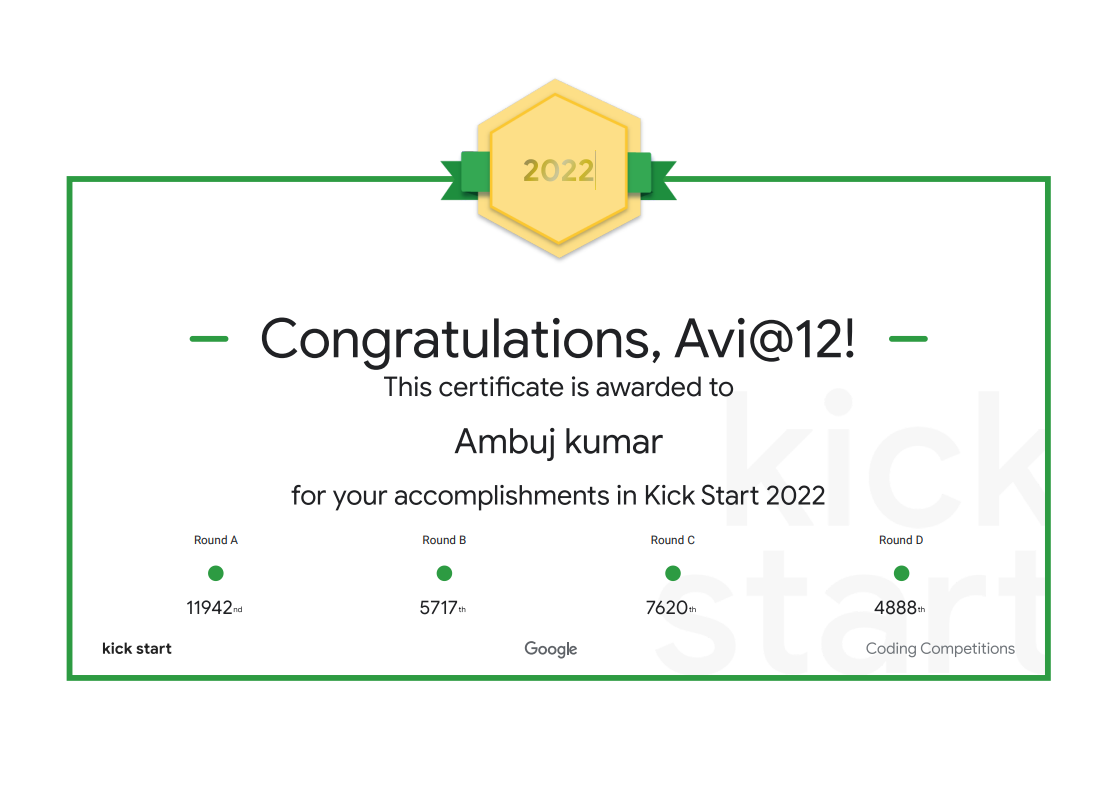 2022
Congratulations, Avi@12!
This certificate is awarded to
Ambuj kumar
for your accomplishments in Kick Start 2022
Round A Round B Round C Round D
11942nd 5717th 7620th 4888th
kick start Google Coding Competitions
kick
start